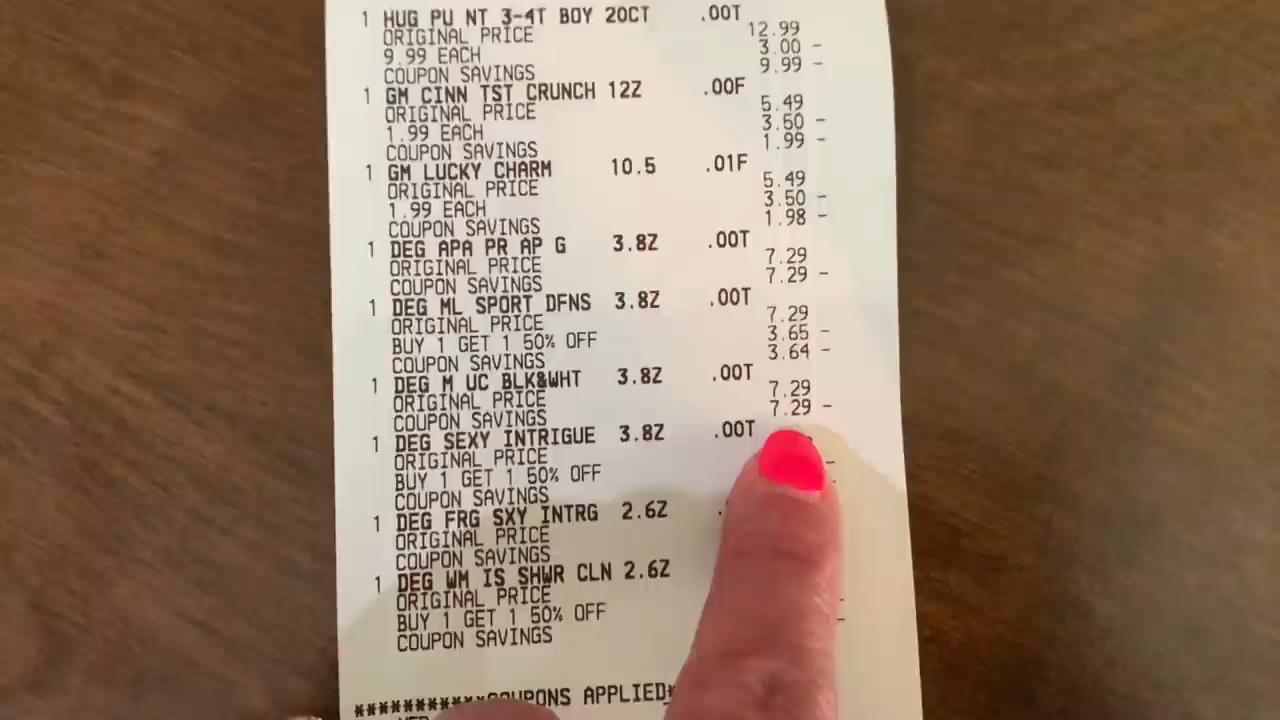 1 HUG PU NT 3-4T BOY 20CT .00T
ORIGINAL PRICE 12.99
9.99 EACH 3.00 -
COUPON SAVINGS 9.99 -
1 GM CINN TST CRUNCH 12Z .00F
ORIGINAL PRICE 5.49
1.99 EACH 3.50 -
COUPON SAVINGS 1.99 -
1 GM LUCKY CHARM 10.5 .01F
ORIGINAL PRICE 5.49
1.99 EACH 3.50 -
COUPON SAVINGS 1.98 -
1 DEG APA PR AP G 3.8Z .00T
ORIGINAL PRICE 7.29
COUPON SAVINGS 7.29 -
1 DEG ML SPORT DFNS 3.8Z .00T
ORIGINAL PRICE 7.29
BUY 1 GET 1 50% OFF 3.65 -
COUPON SAVINGS 3.64 -
1 DEG M UC BLK&WHT 3.8Z .00T
ORIGINAL PRICE 7.29
COUPON SAVINGS 7.29 -
1 DEG SEXY INTRIGUE 3.8Z .00T
ORIGINAL PRICE
BUY 1 GET 1 50% OFF -
COUPON SAVINGS
1 DEG FRG SXY INTRG 2.6Z
ORIGINAL PRICE
COUPON SAVINGS
1 DEG WM IS SHWR CLN 2.6Z
ORIGINAL PRICE
BUY 1 GET 1 50% OFF -
COUPON SAVINGS
***********COUPONS APPLIED*